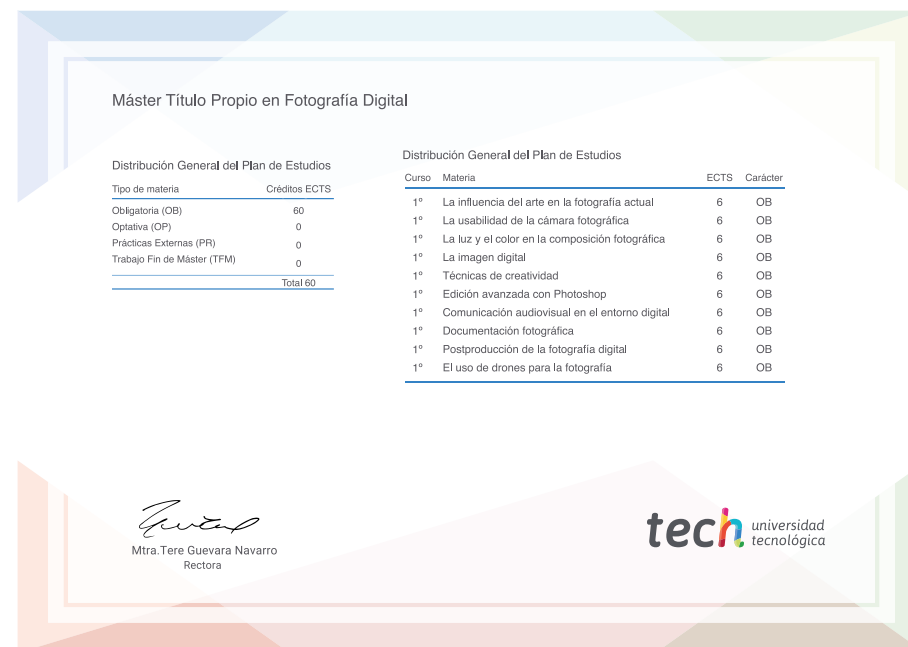 Máster Título Propio en Fotografía Digital
Distribución General del Plan de Estudios
Tipo de materia Créditos ECTS
Obligatoria (OB) 60
Optativa (OP) 0
Prácticas Externas (PR) 0
Trabajo Fin de Máster (TFM) 0
Total 60
Distribución General del Plan de Estudios
Curso Materia ECTS Carácter
1º La influencia del arte en la fotografía actual 6 OB
1º La usabilidad de la cámara fotográfica 6 OB
1º La luz y el color en la composición fotográfica 6 OB
1º La imagen digital 6 OB
1º Técnicas de creatividad 6 OB
1º Edición avanzada con Photoshop 6 OB
1º Comunicación audiovisual en el entorno digital 6 OB
1º Documentación fotográfica 6 OB
1º Postproducción de la fotografía digital 6 OB
1º El uso de drones para la fotografía 6 OB
Mtra.Tere Guevara Navarro
Rectora
tech universidad
tecnológica